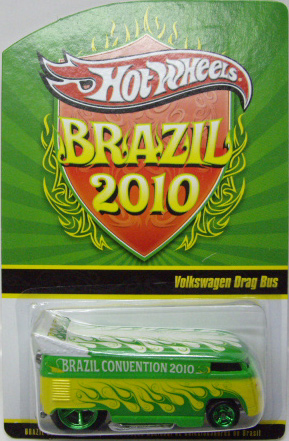 Hot Wheels
BRAZIL
2010
Volkswagen Drag Bus
BRAZIL CONVENTION 2010